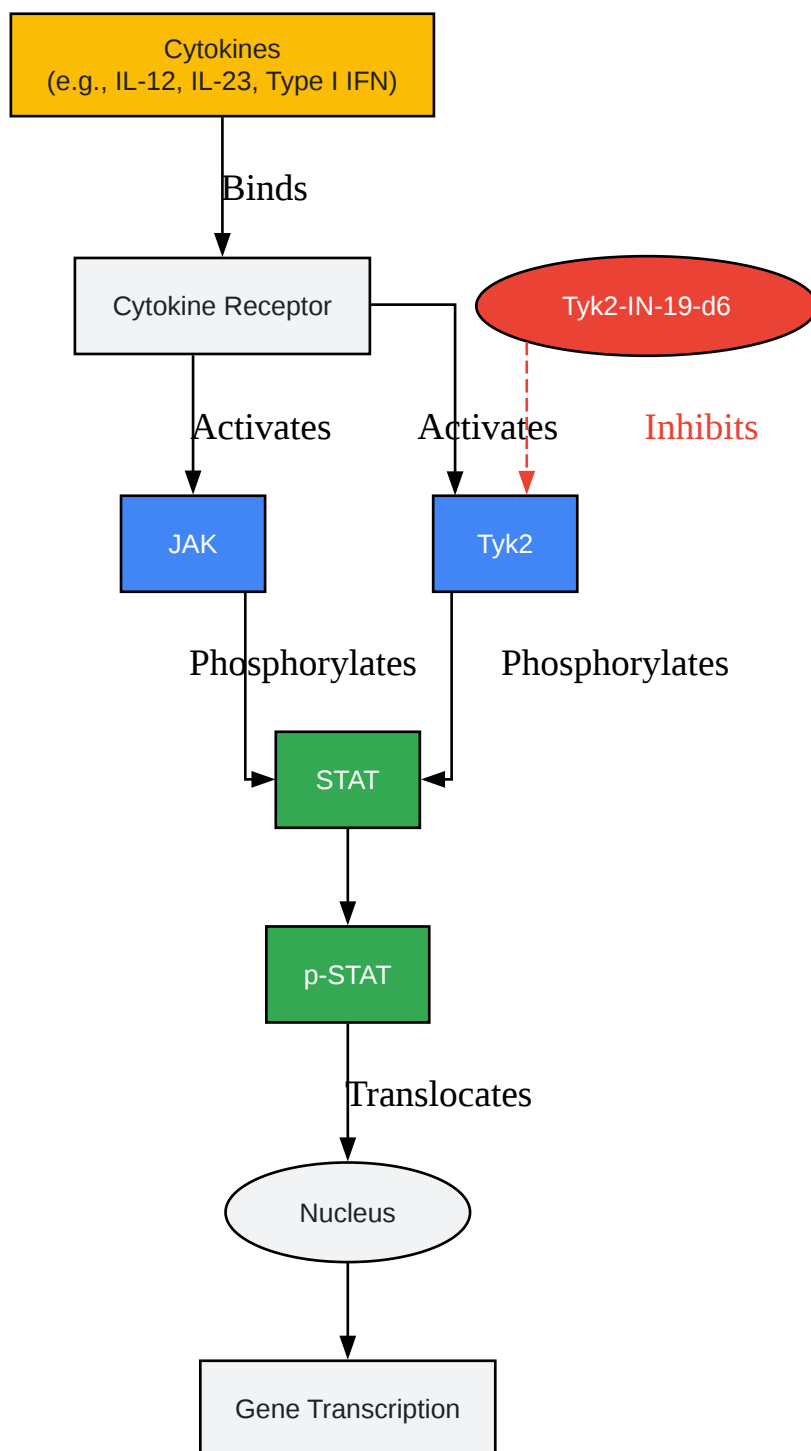 Cytokines
(e.g., IL-12, IL-23, Type I IFN)
Binds
Cytokine Receptor
Tyk2-IN-19-d6
Activates
Activates
Inhibits
JAK
Tyk2
Phosphorylates
Phosphorylates
STAT
p-STAT
Translocates
Nucleus
Gene Transcription